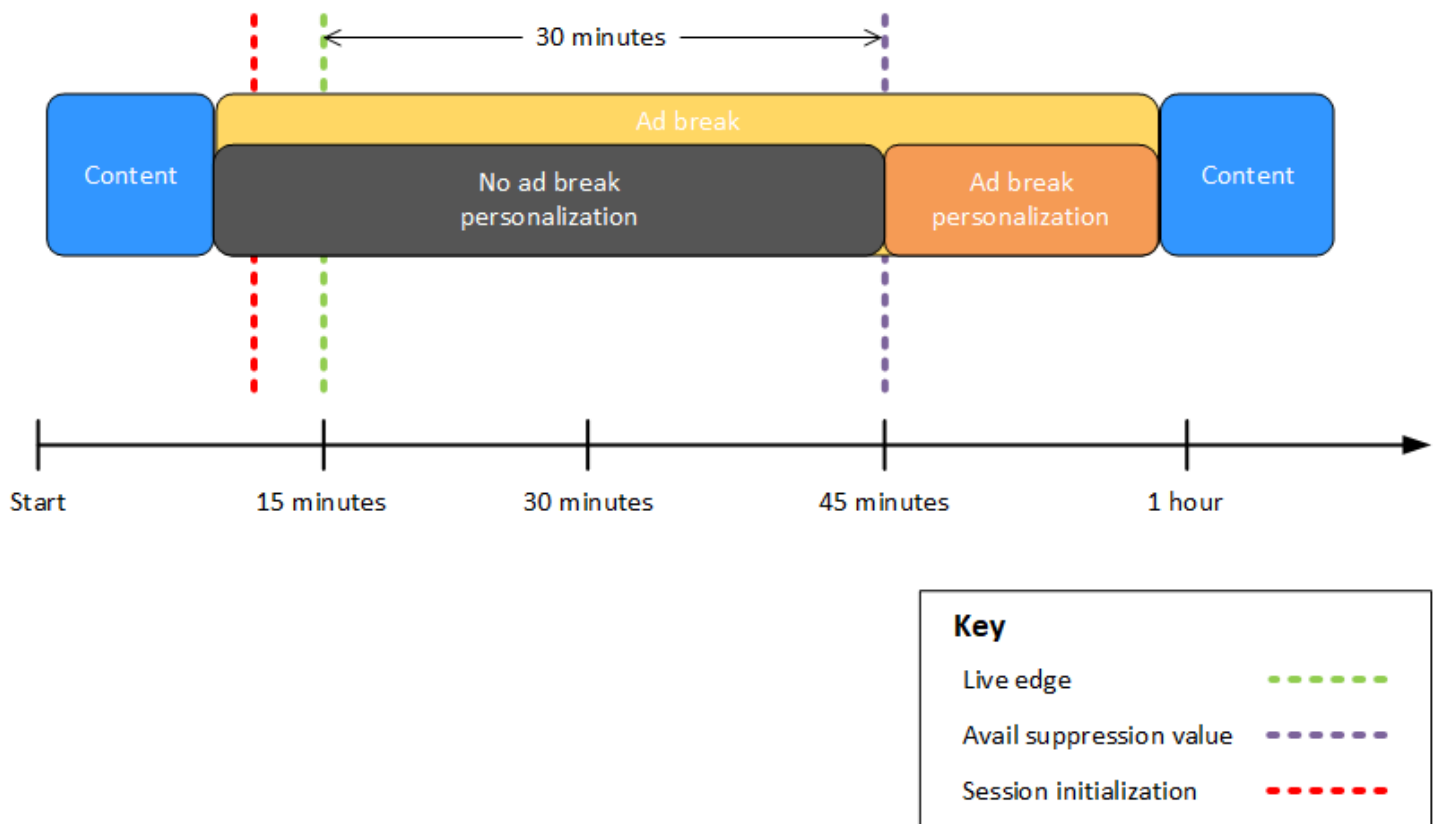 30 minutes
Ad break
Content
No ad break
personalization
Ad break
personalization
Content
Start
15 minutes
30 minutes
45 minutes
1 hour
Key
Live edge
Avail suppression value
Session initialization